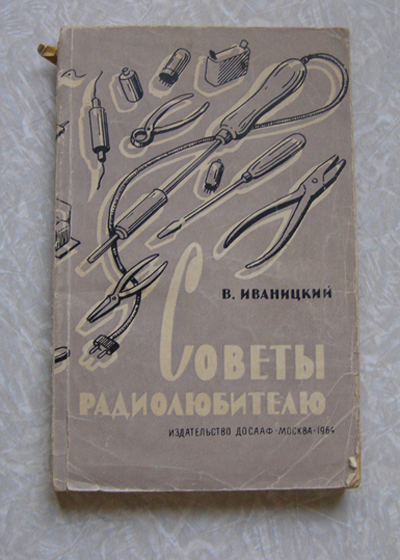 В. ИВАНИЦКИЙ
СОВЕТЫ
РАДИОЛЮБИТЕЛЮ
ИЗДАТЕЛЬСТВО ДОСААФ-МОСКВА-1964